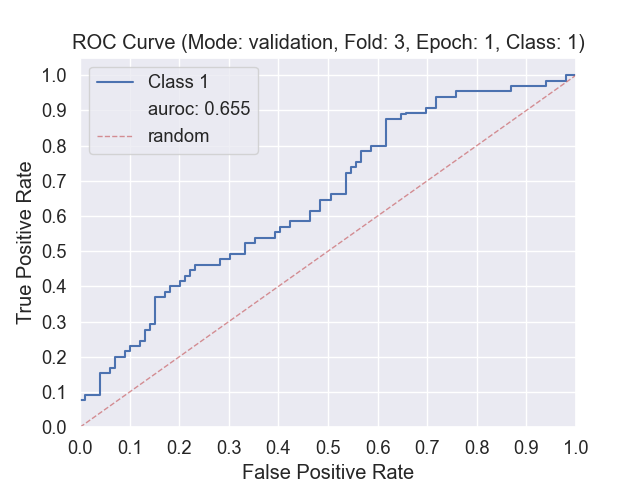 ROC Curve (Mode: validation, Fold: 3, Epoch: 1, Class: 1)
Class 1
auroc: 0.655
random
True Positive Rate
1.0
0.9
0.8
0.7
0.6
0.5
0.4
0.3
0.2
0.1
0.0
0.0 0.1 0.2 0.3 0.4 0.5 0.6 0.7 0.8 0.9 1.0
False Positive Rate